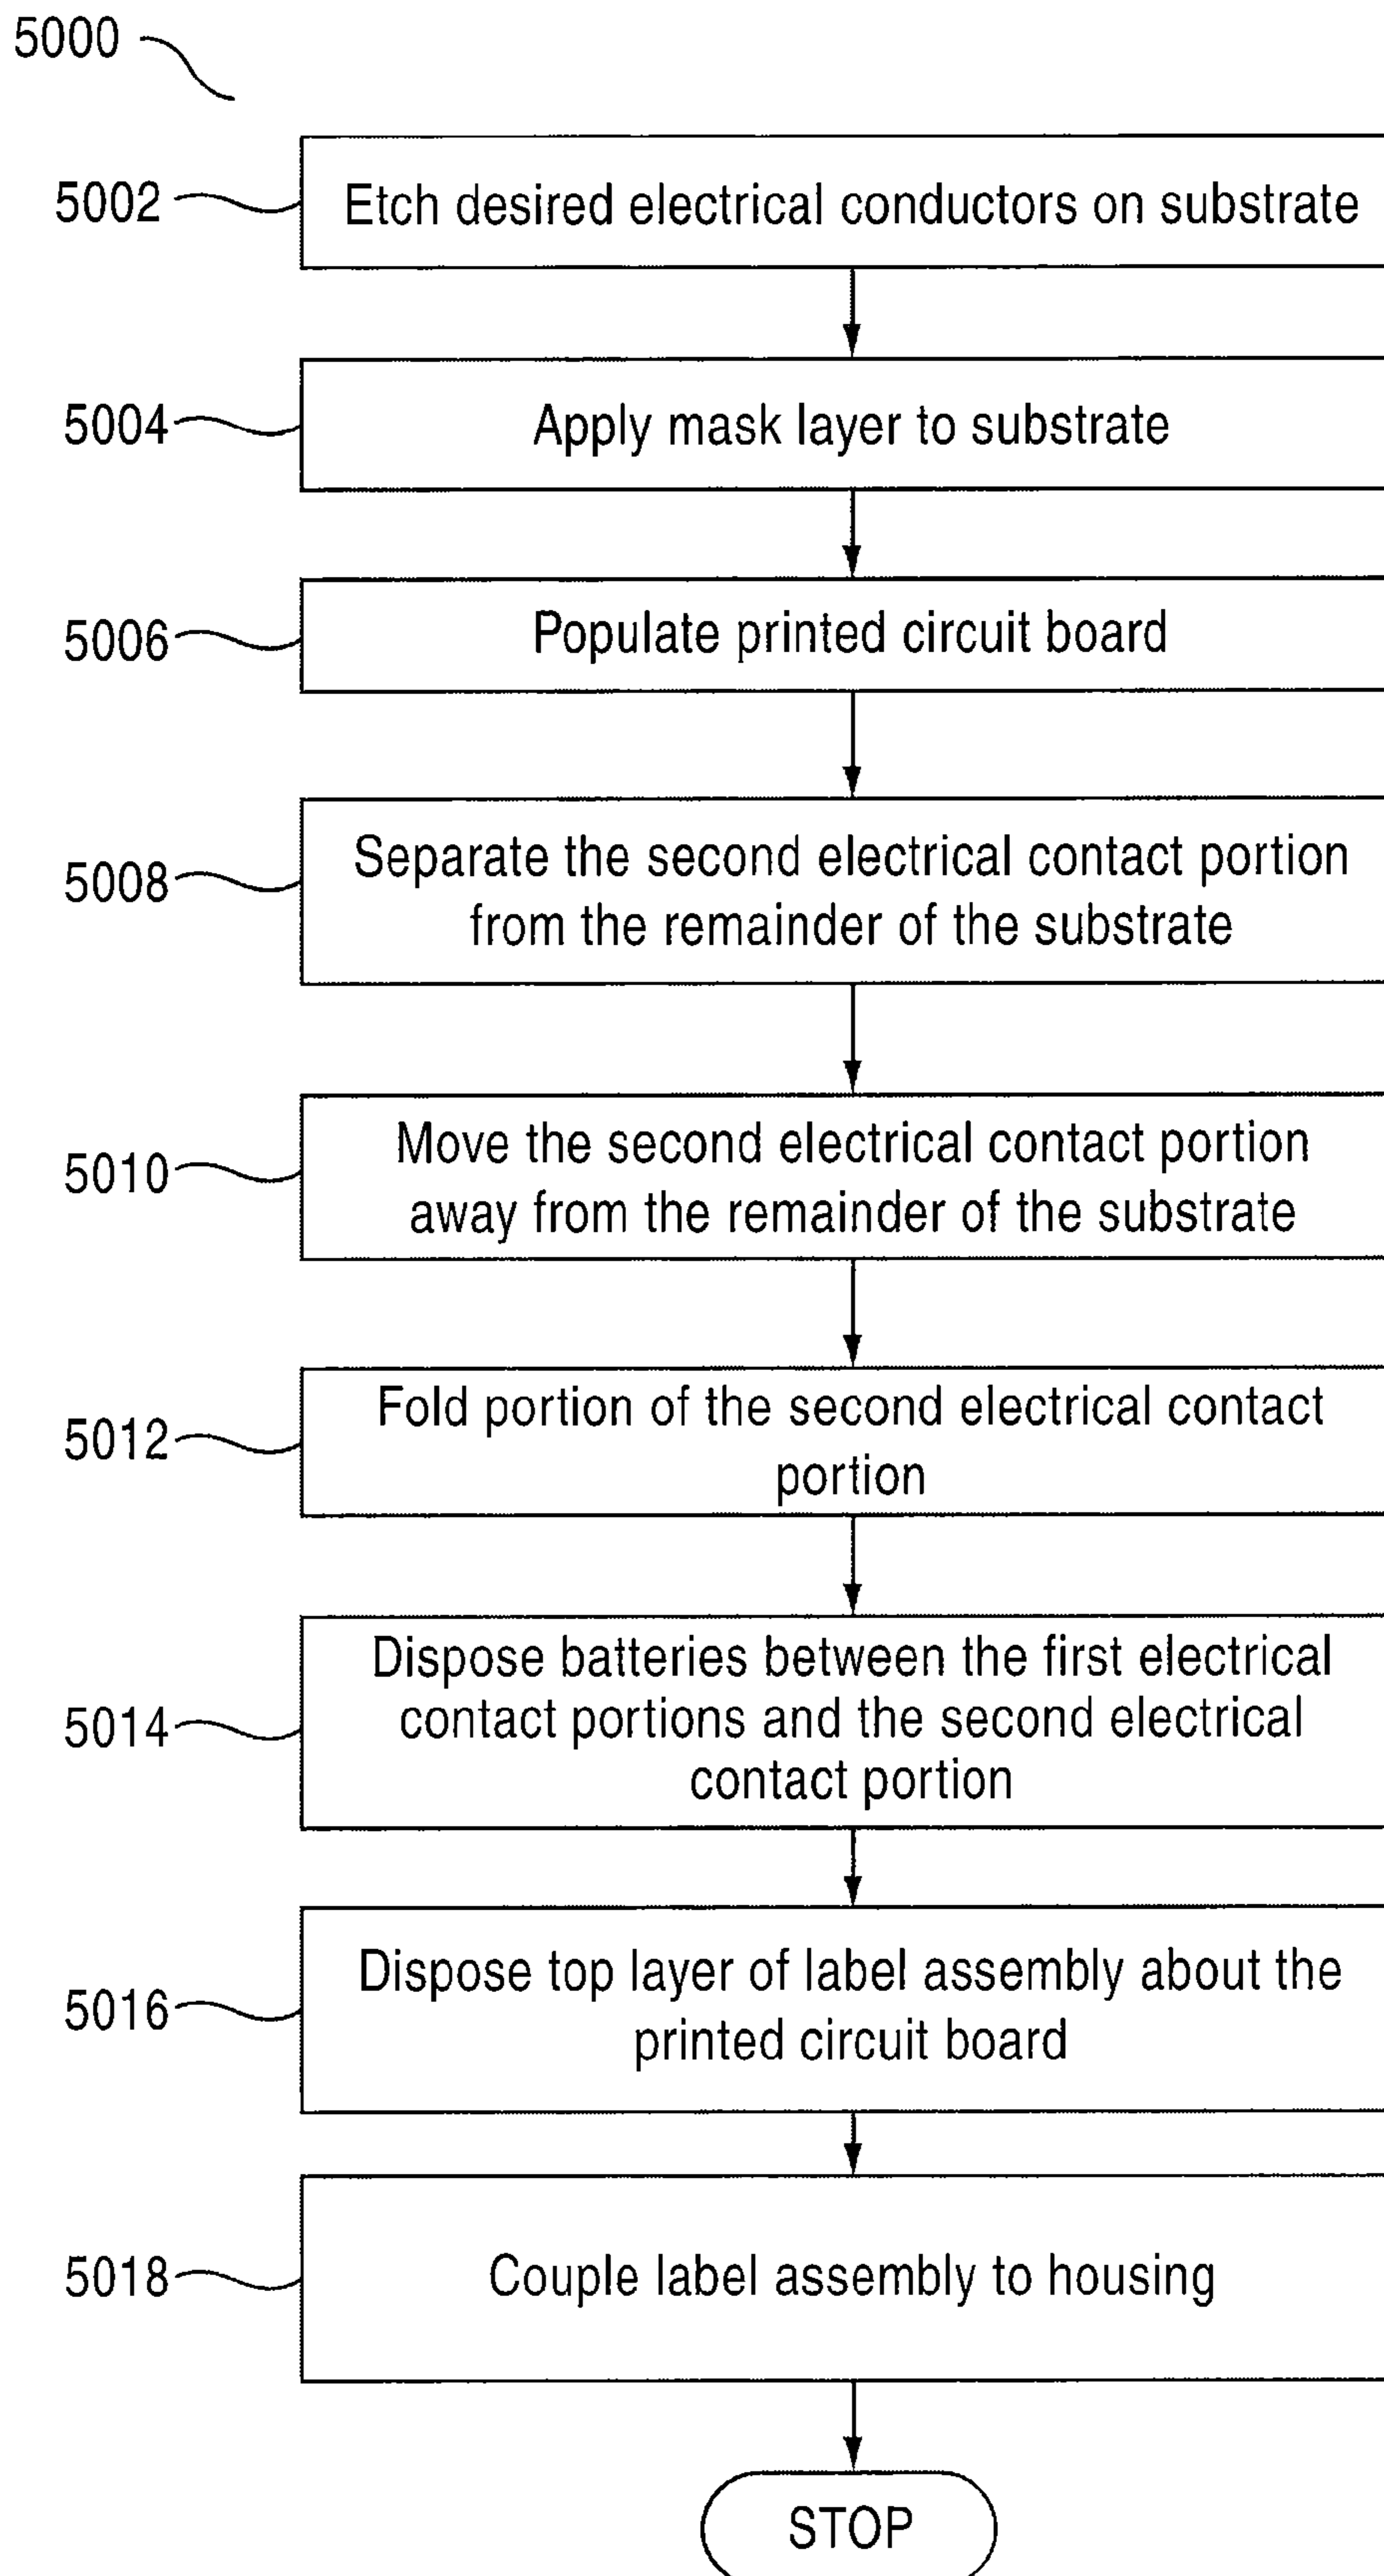 5000
5002
Etch desired electrical conductors on substrate
5004
Apply mask layer to substrate
5006
Populate printed circuit board
5008
Separate the second electrical contact portion
from the remainder of the substrate
5010
Move the second electrical contact portion
away from the remainder of the substrate
5012
Fold portion of the second electrical contact
portion
5014
Dispose batteries between the first electrical
contact portions and the second electrical
contact portion
5016
Dispose top layer of label assembly about the
printed circuit board
5018
Couple label assembly to housing
STOP